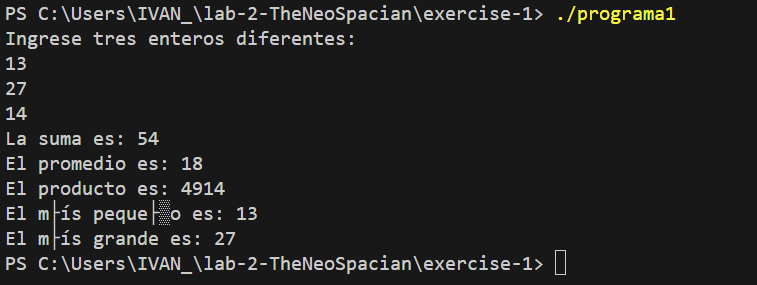 PS C:\Users\IVAN_\lab-2-TheNeoSpacian\exercise-1> ./programa1
Ingrese tres enteros diferentes:
13
27
14
La suma es: 54
El promedio es: 18
El producto es: 4914
El m├ís peque├▒o es: 13
El m├ís grande es: 27
PS C:\Users\IVAN_\lab-2-TheNeoSpacian\exercise-1>